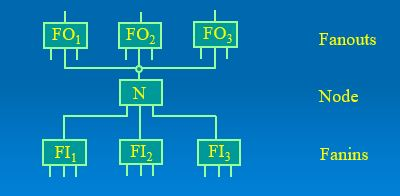 FO₁ FO₂ FO₃ Fanouts
N Node
FI₁ FI₂ FI₃ Fanins